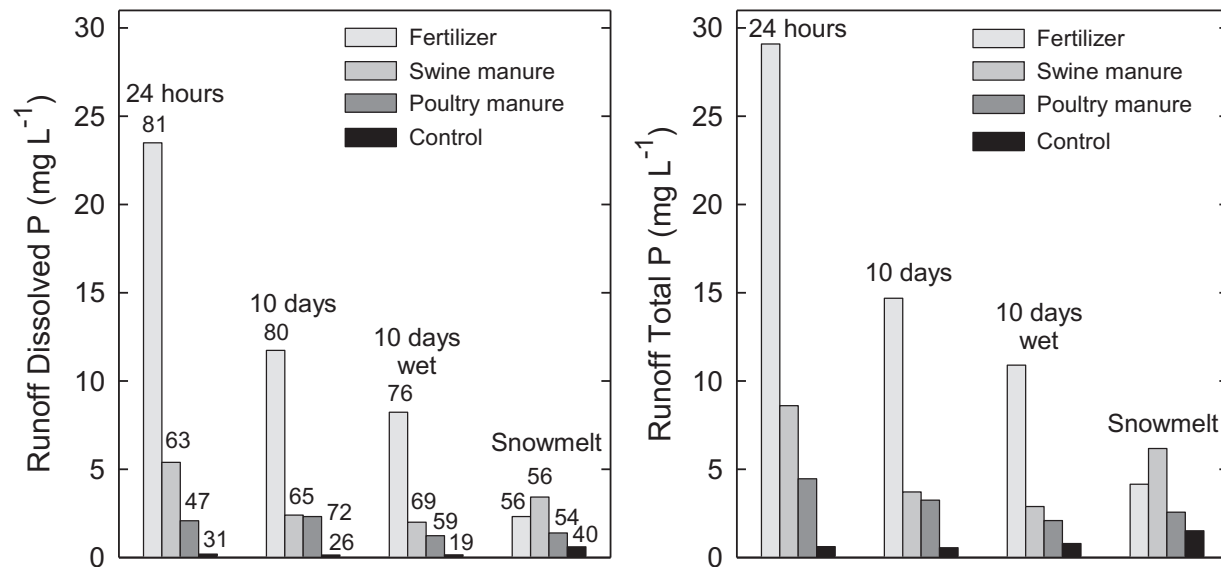 Runoff Dissolved P (mg L⁻¹)
30
25
20
15
10
5
0
Fertilizer
Swine manure
Poultry manure
Control
24 hours
81
63
47
31
10 days
80
65
72
26
10 days
wet
76
69
59
19
Snowmelt
56
56
54
40
Runoff Total P (mg L⁻¹)
30
25
20
15
10
5
0
Fertilizer
Swine manure
Poultry manure
Control
24 hours
10 days
10 days
wet
Snowmelt